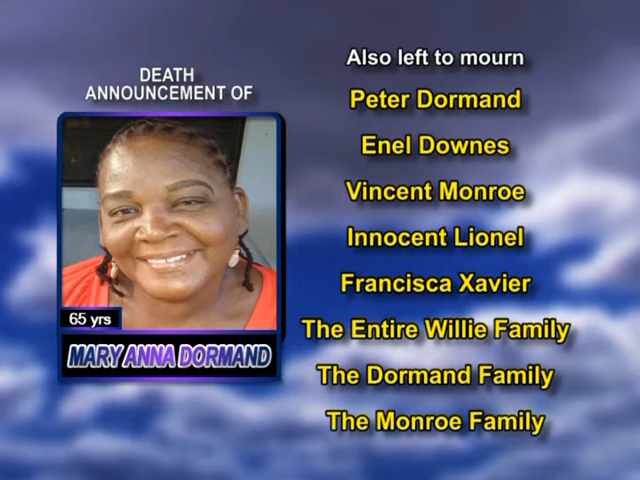 DEATH
ANNOUNCEMENT OF
65 yrs
MARY ANNA DORMAND
Also left to mourn
Peter Dormand
Enel Downes
Vincent Monroe
Innocent Lionel
Francisca Xavier
The Entire Willie Family
The Dormand Family
The Monroe Family